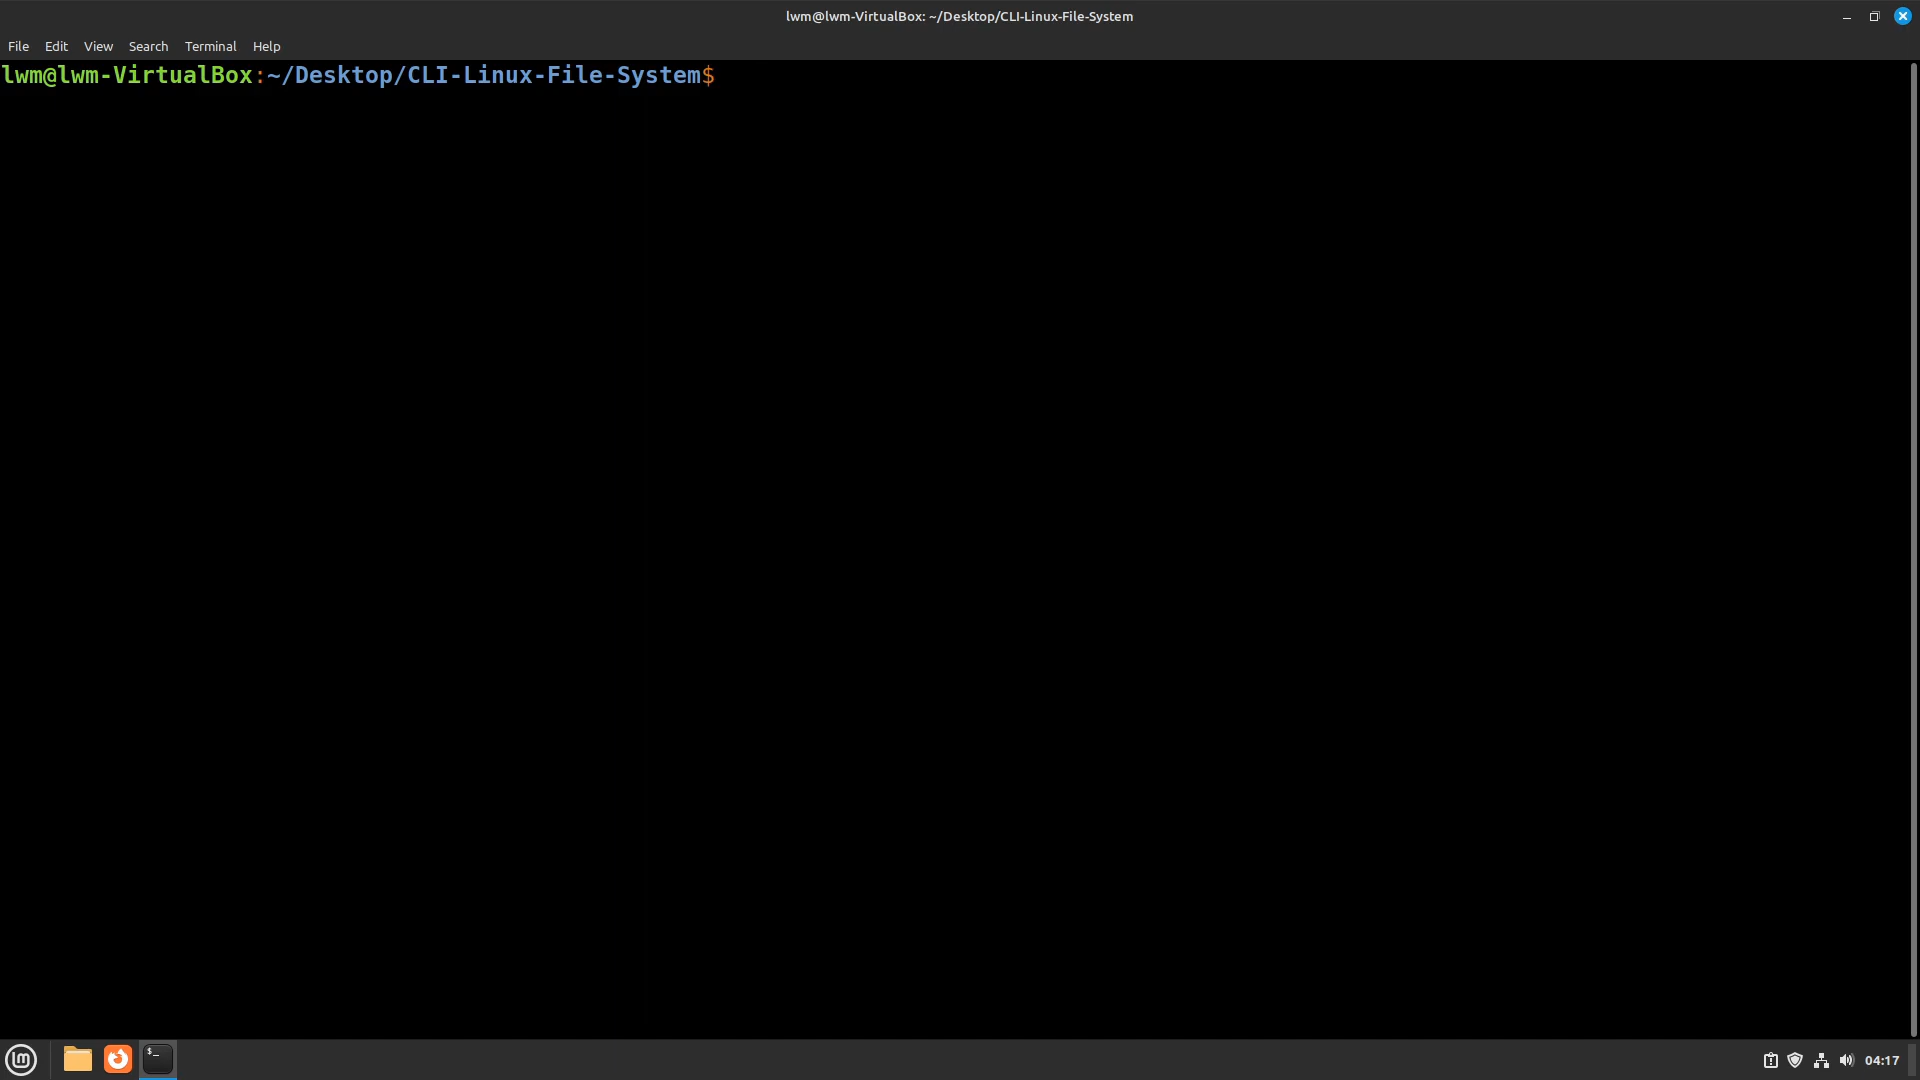 lwm@lwm-VirtualBox: ~/Desktop/CLI-Linux-File-System
File Edit View Search Terminal Help
lwm@lwm-VirtualBox:~/Desktop/CLI-Linux-File-System$
$_
lm
04:17